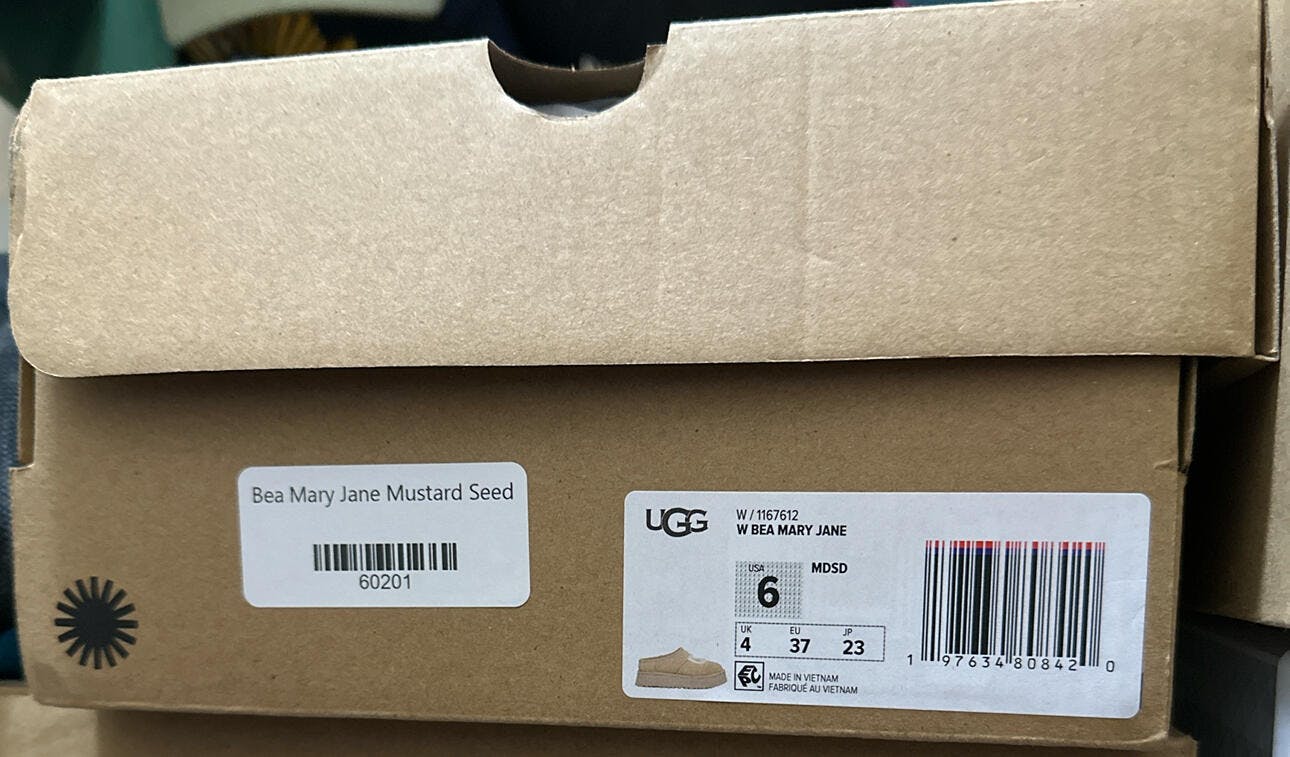 Bea Mary Jane Mustard Seed
60201
UGG
W / 1167612
W BEA MARY JANE
USA
6
MDSD
UK
4
EU
37
JP
23
MADE IN VIETNAM
FABRIQUÉ AU VIETNAM
1 97634 80842 0